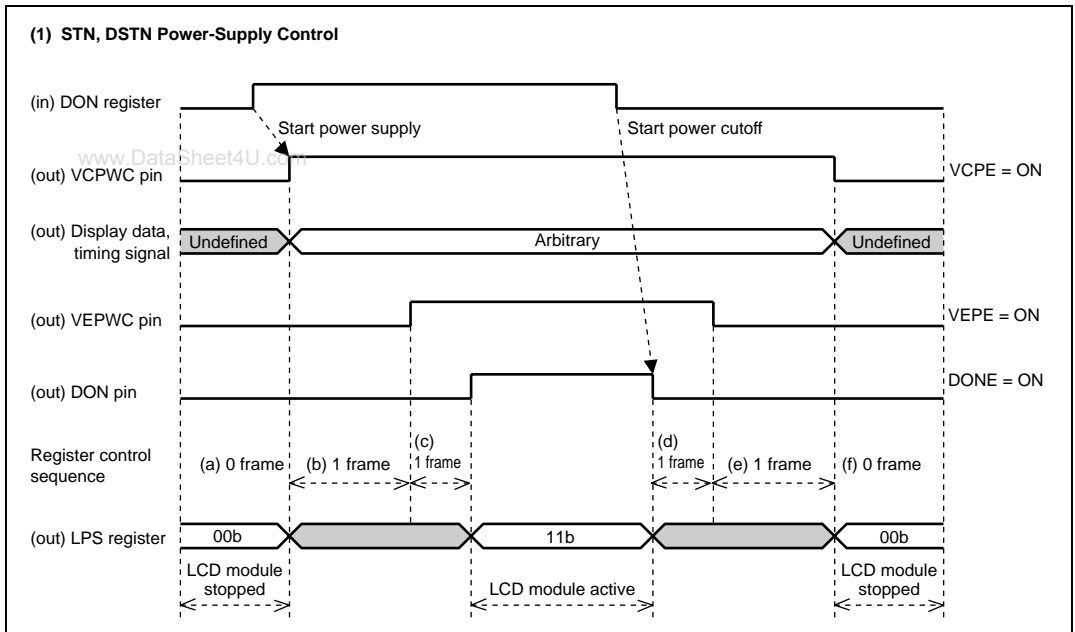 (1) STN, DSTN Power-Supply Control
(in) DON register
Start power supply
Start power cutoff
www.DataSheet4U.com
(out) VCPWC pin
VCPE = ON
(out) Display data,
timing signal
Undefined
Arbitrary
Undefined
(out) VEPWC pin
VEPE = ON
(out) DON pin
DONE = ON
Register control
sequence
(a) 0 frame
(b) 1 frame
(c)
1 frame
(d)
1 frame
(e) 1 frame
(f) 0 frame
(out) LPS register
00b
11b
00b
LCD module
stopped
LCD module active
LCD module
stopped